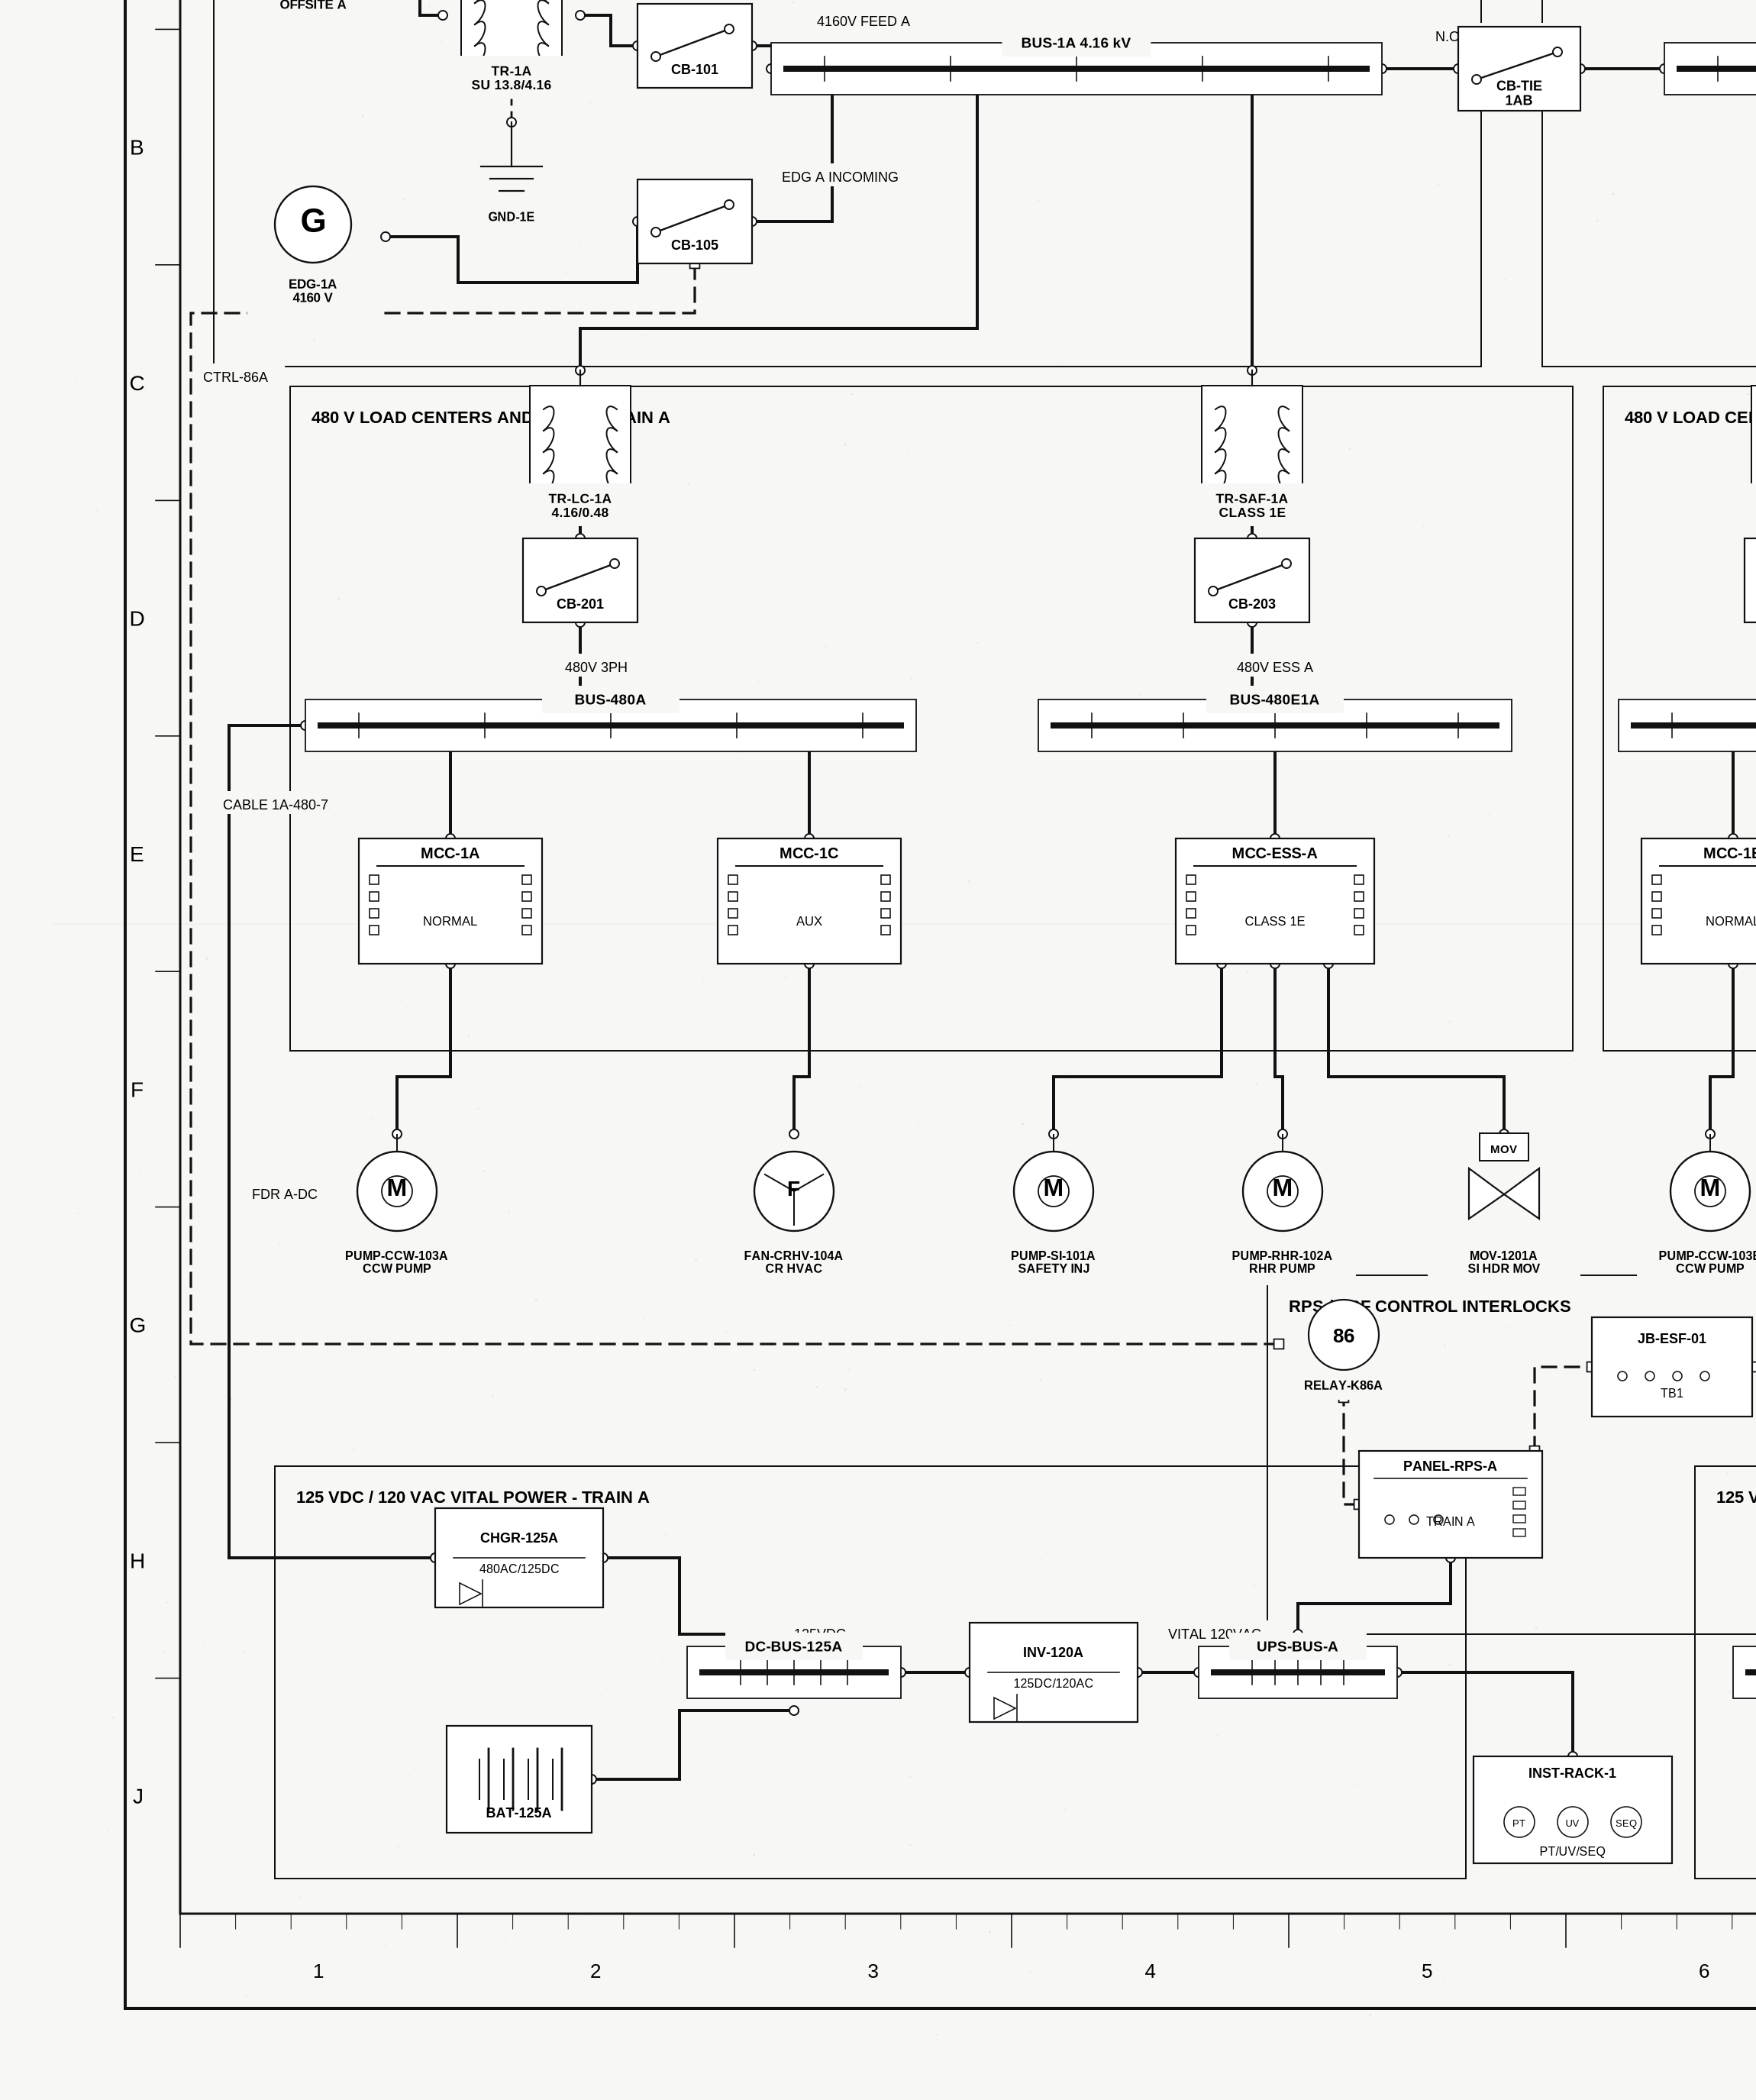 OFFSITE A
4160V FEED A
BUS-1A 4.16 kV
N.C
TR-1A
SU 13.8/4.16
CB-101
CB-TIE
1AB
B
EDG A INCOMING
G
GND-1E
CB-105
EDG-1A
4160 V
CTRL-86A
C
480 V LOAD CENTERS AND
AIN A
480 V LOAD CE
TR-LC-1A
4.16/0.48
TR-SAF-1A
CLASS 1E
CB-201
CB-203
D
480V 3PH
480V ESS A
BUS-480A
BUS-480E1A
CABLE 1A-480-7
E
MCC-1A
MCC-1C
MCC-ESS-A
NORMAL
AUX
CLASS 1E
NORMAL
F
MOV
M
F
M
M
M
FDR A-DC
PUMP-CCW-103A
CCW PUMP
FAN-CRHV-104A
CR HVAC
PUMP-SI-101A
SAFETY INJ
PUMP-RHR-102A
RHR PUMP
MOV-1201A
SI HDR MOV
PUMP-CCW-103
CCW PUMP
RPS
F CONTROL INTERLOCKS
G
86
JB-ESF-01
RELAY-K86A
TB1
PANEL-RPS-A
TRAIN A
125 VDC / 120 VAC VITAL POWER - TRAIN A
125 V
CHGR-125A
480AC/125DC
H
125VDC
VITAL 120VAC
DC-BUS-125A
INV-120A
125DC/120AC
UPS-BUS-A
BAT-125A
INST-RACK-1
PT
UV
SEQ
PT/UV/SEQ
J
1
2
3
4
5
6